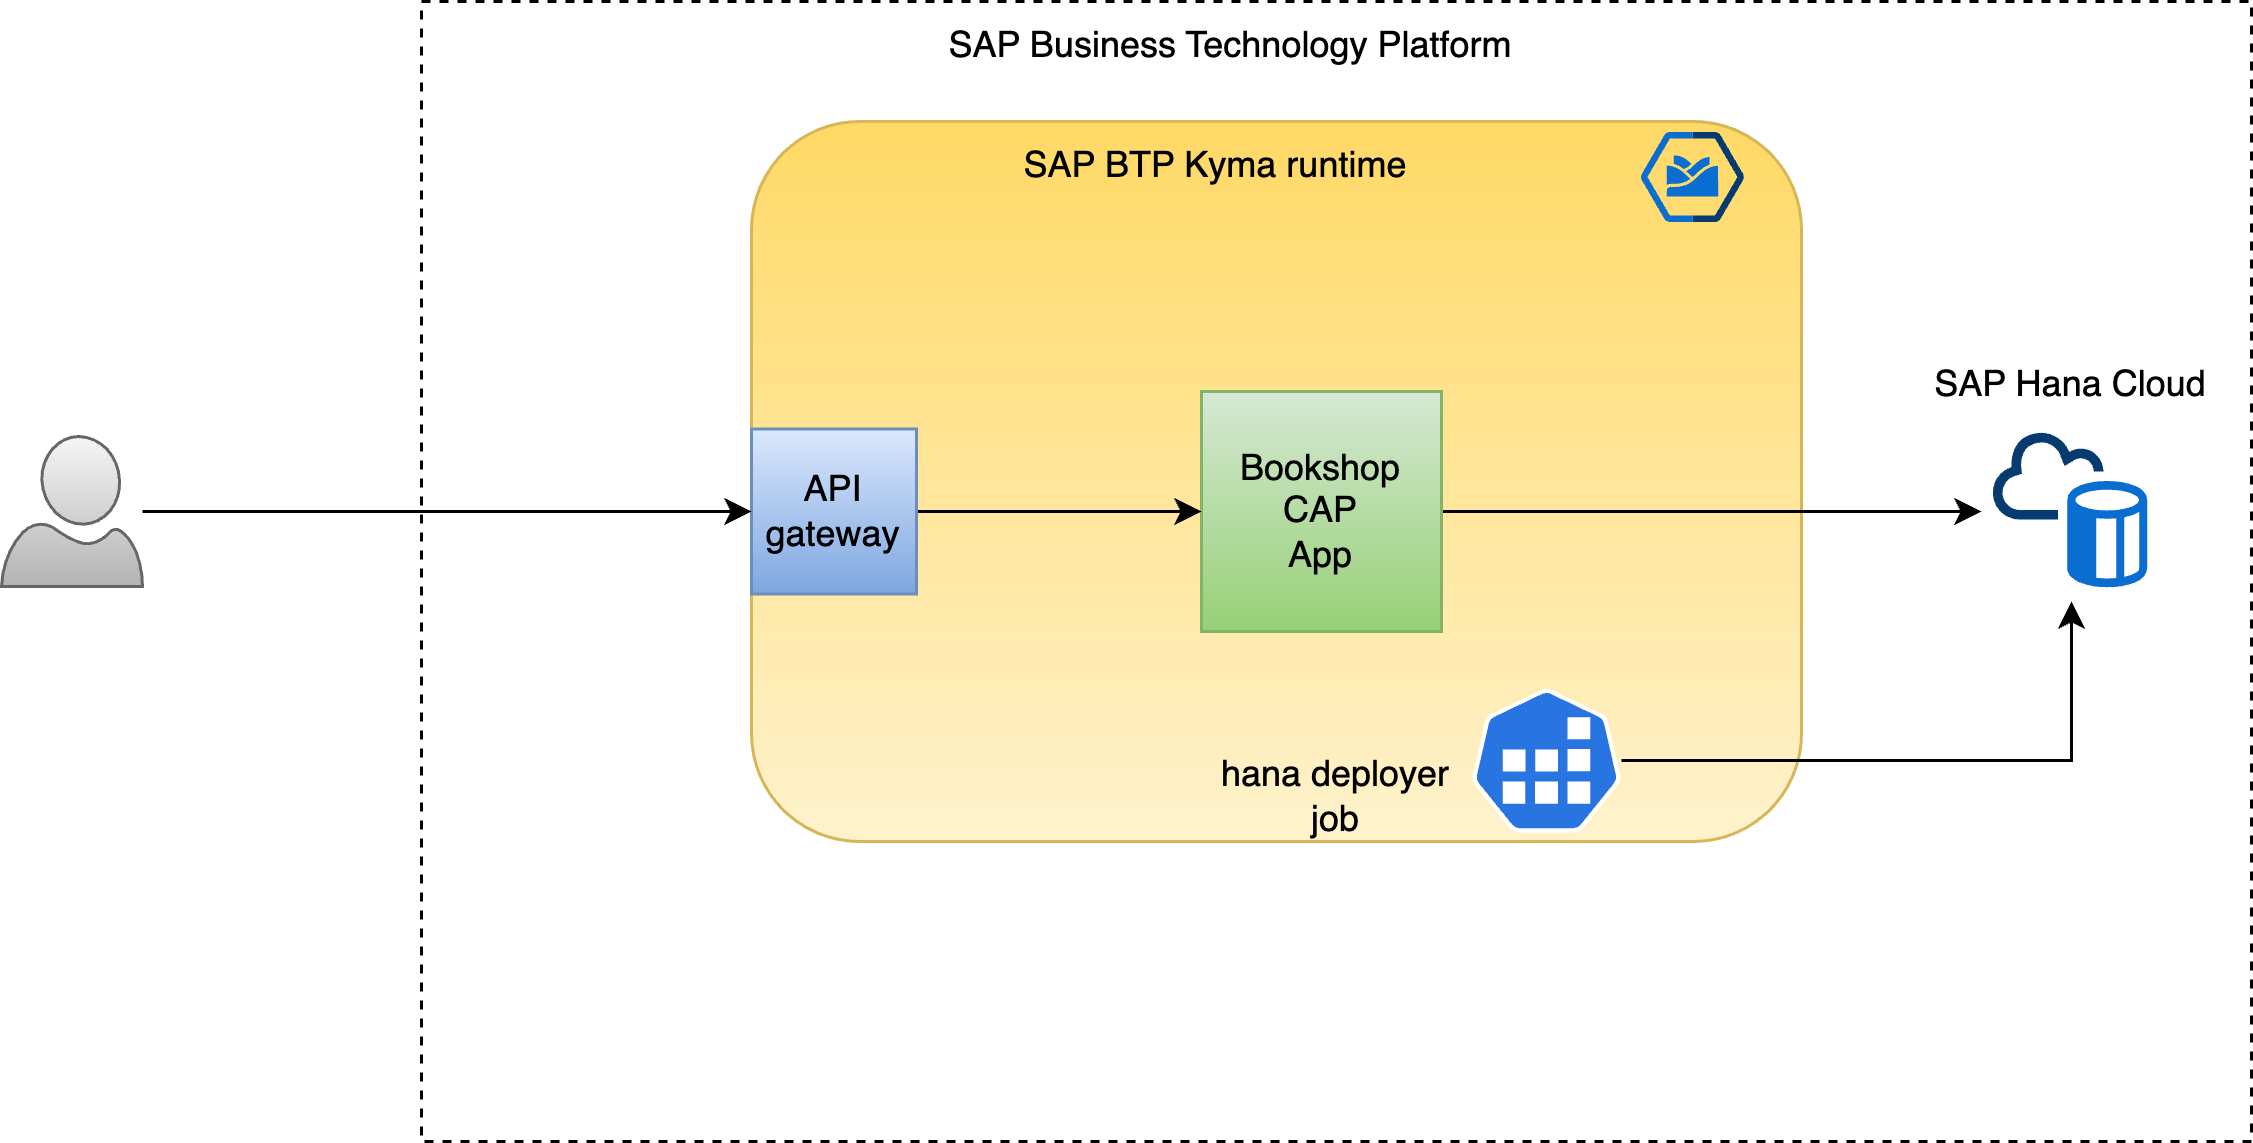 SAP Business Technology Platform
SAP BTP Kyma runtime
SAP Hana Cloud
API
gateway
Bookshop
CAP
App
hana deployer
job